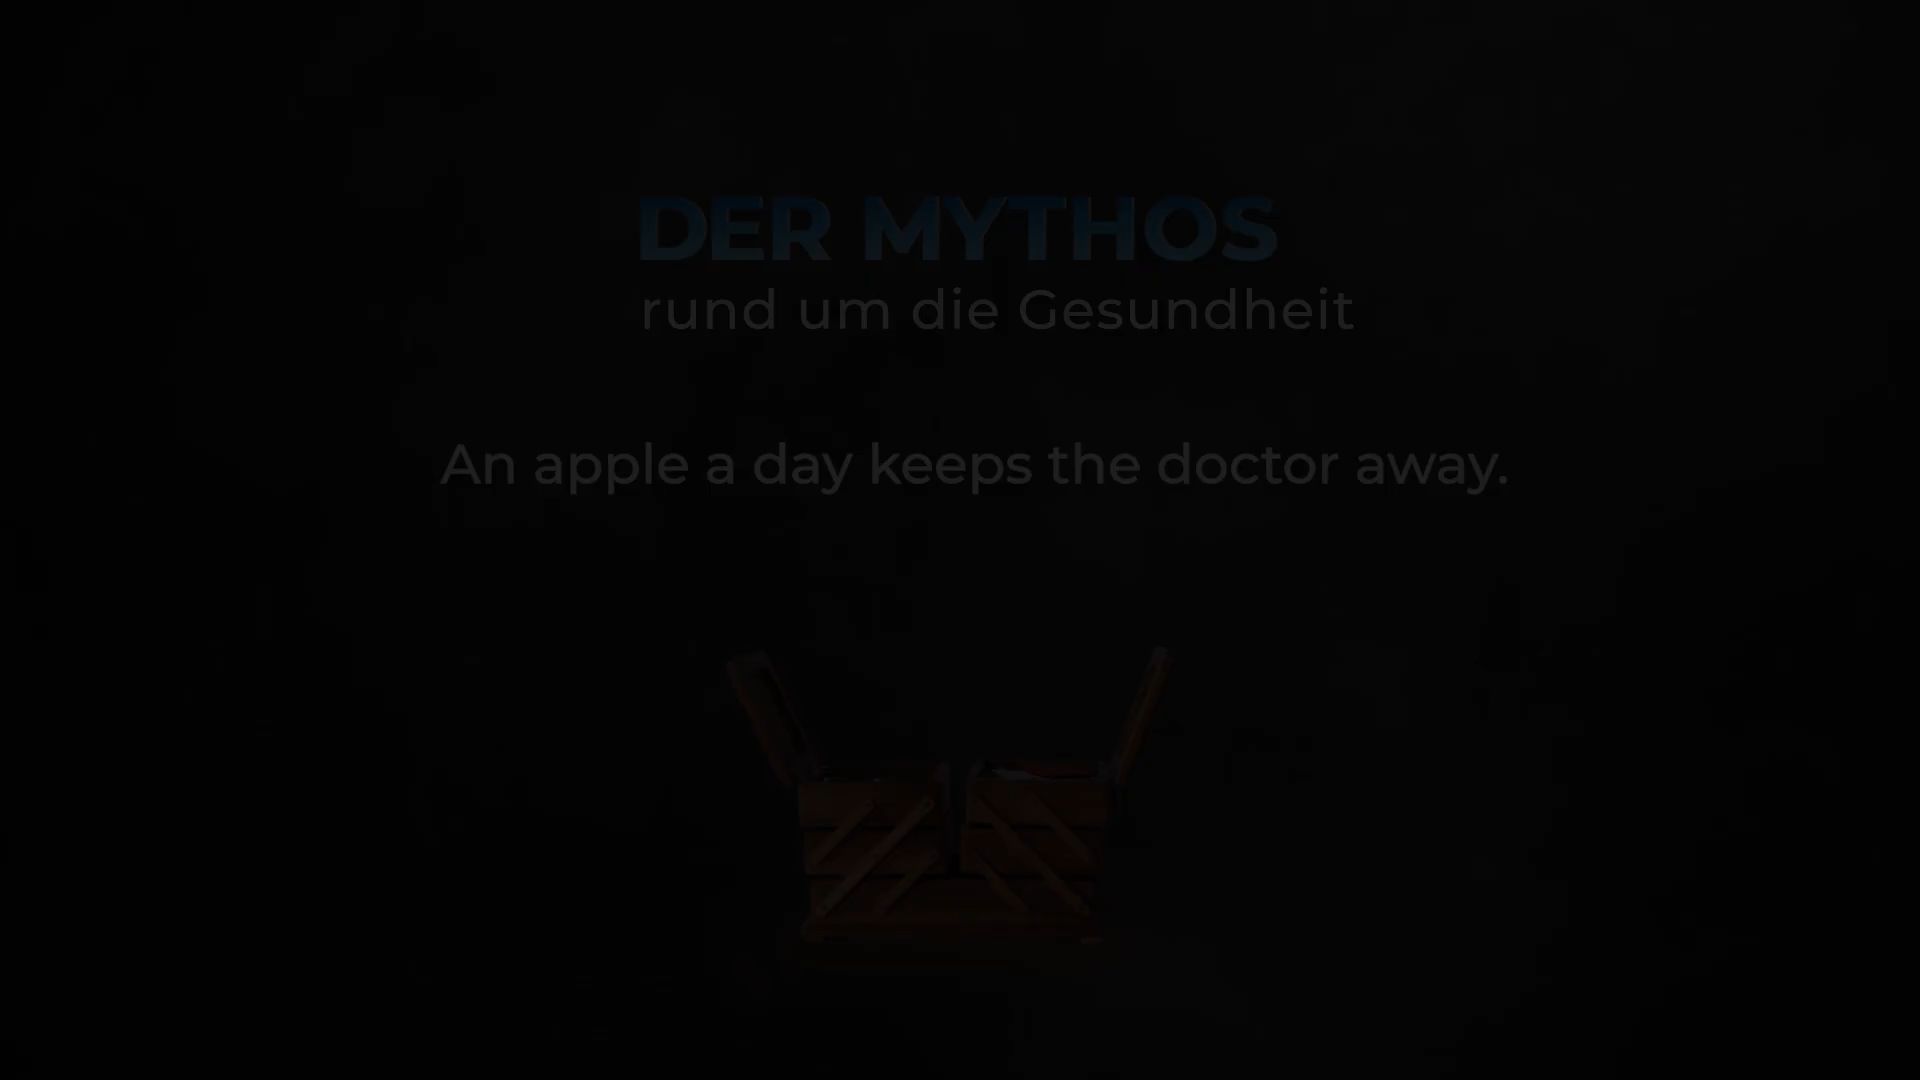 DER MYTHOS
rund um die Gesundheit
An apple a day keeps the doctor away.